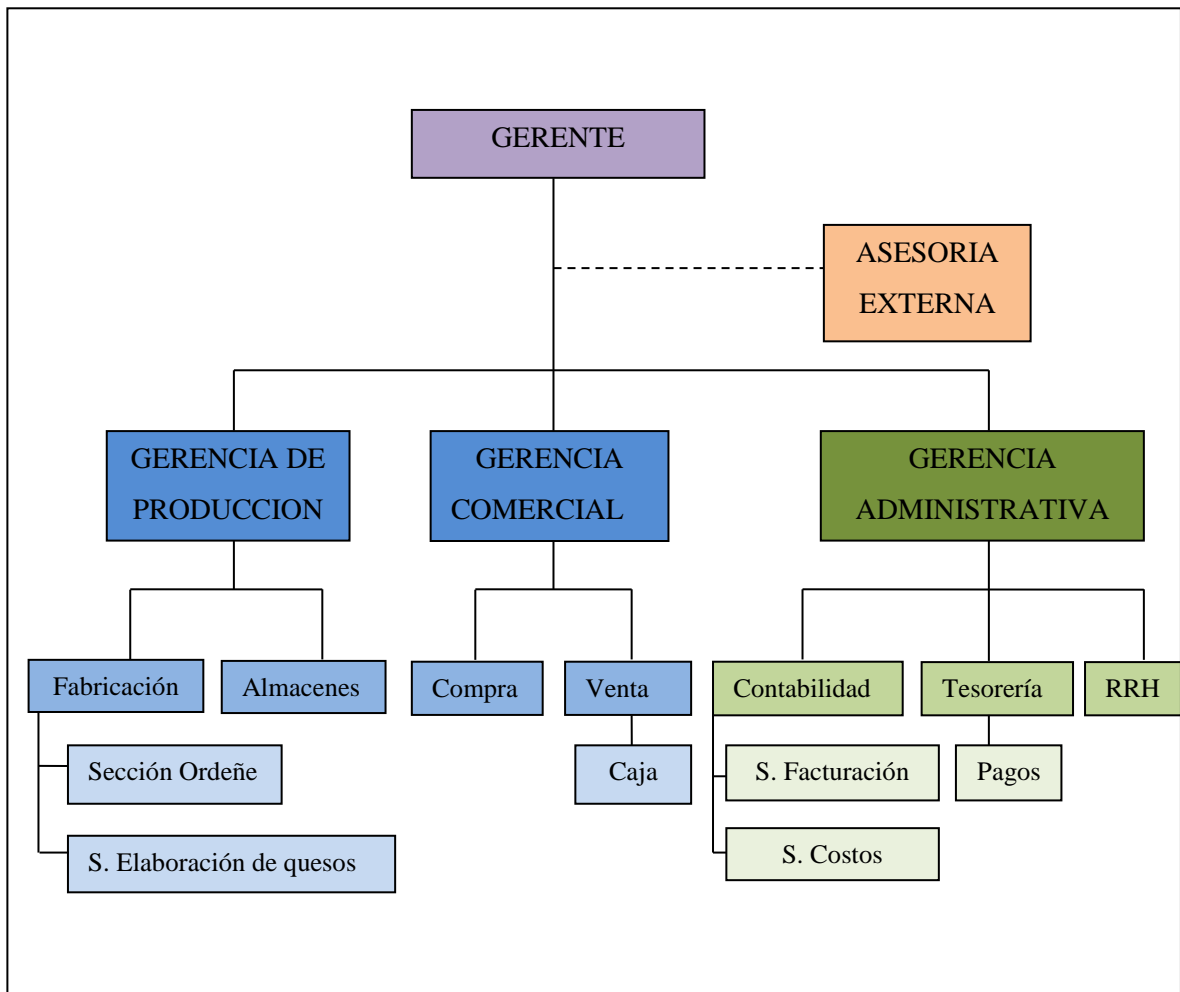 GERENTE
ASESORIA
EXTERNA
GERENCIA DE
PRODUCCION
GERENCIA
COMERCIAL
GERENCIA
ADMINISTRATIVA
Fabricación
Almacenes
Compra
Venta
Contabilidad
Tesorería
RRH
Sección Ordeñe
Caja
S. Facturación
Pagos
S. Elaboración de quesos
S. Costos